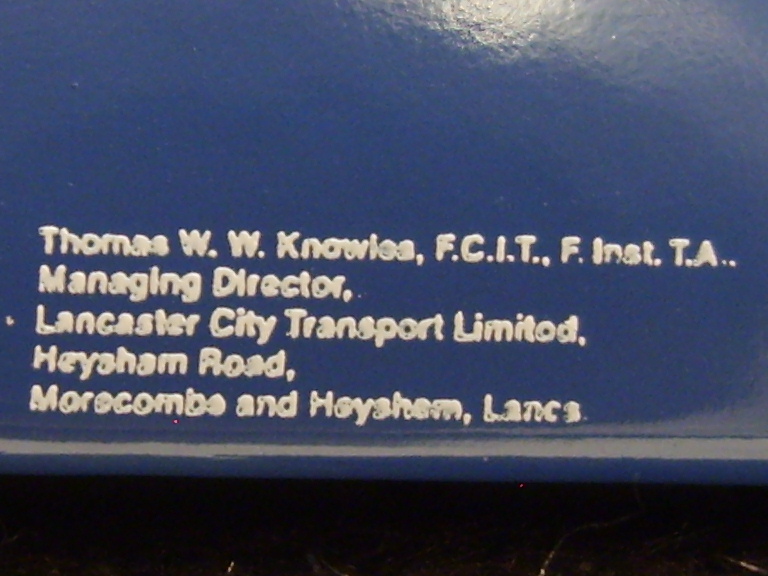 Thomas W. W. Knowles, F.C.I.T., F. Inst. T.A..
Managing Director,
Lancaster City Transport Limited,
Heysham Road,
Morecombe and Heysham, Lancs